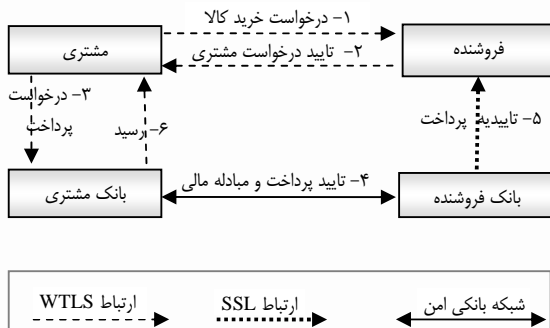 ۱- درخواست خرید کالا
فروشنده
مشتری
۲- تایید درخواست مشتری
۳- درخواست
پرداخت
۶- رسید
۵- تاییدیه پرداخت
۴- تایید پرداخت و مبادله مالی
بانک مشتری
بانک فروشنده
شبکه بانکی امن
ارتباط SSL
ارتباط WTLS